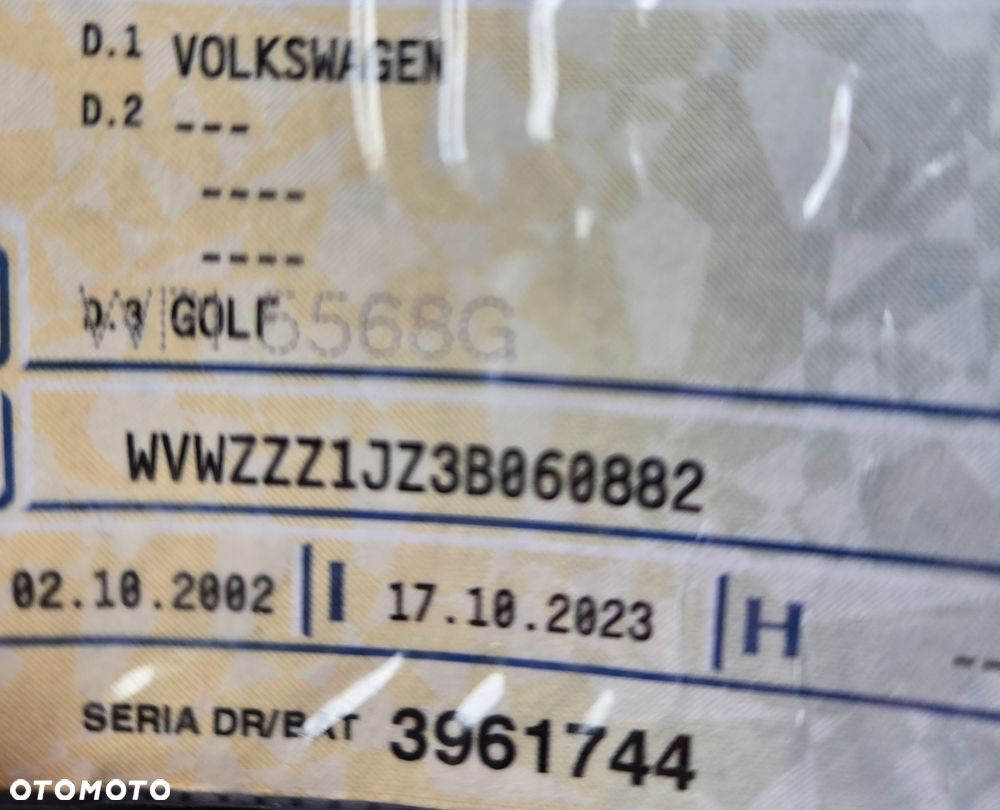 D.1 VOLKSWAGEN
D.2 ---
----
----
D.3 GOLF
WVWZZZ1JZ3B060882
02.10.2002 I 17.10.2023 H --
SERIA DR/BAT 3961744
OTOMOTO